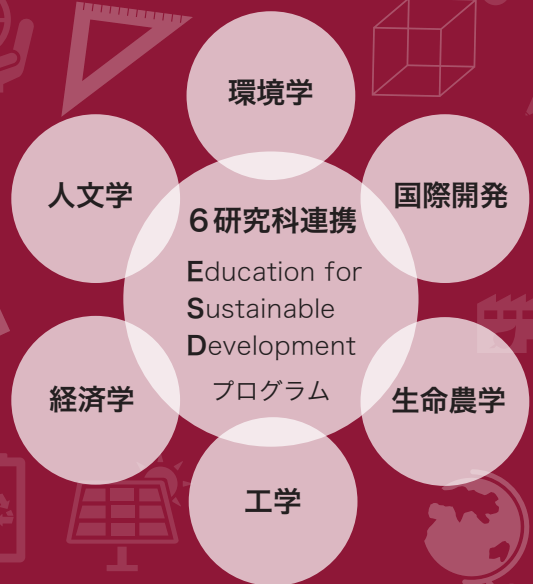 環境学
人文学
国際開発
6研究科連携
Education for
Sustainable
Development
プログラム
経済学
生命農学
工学